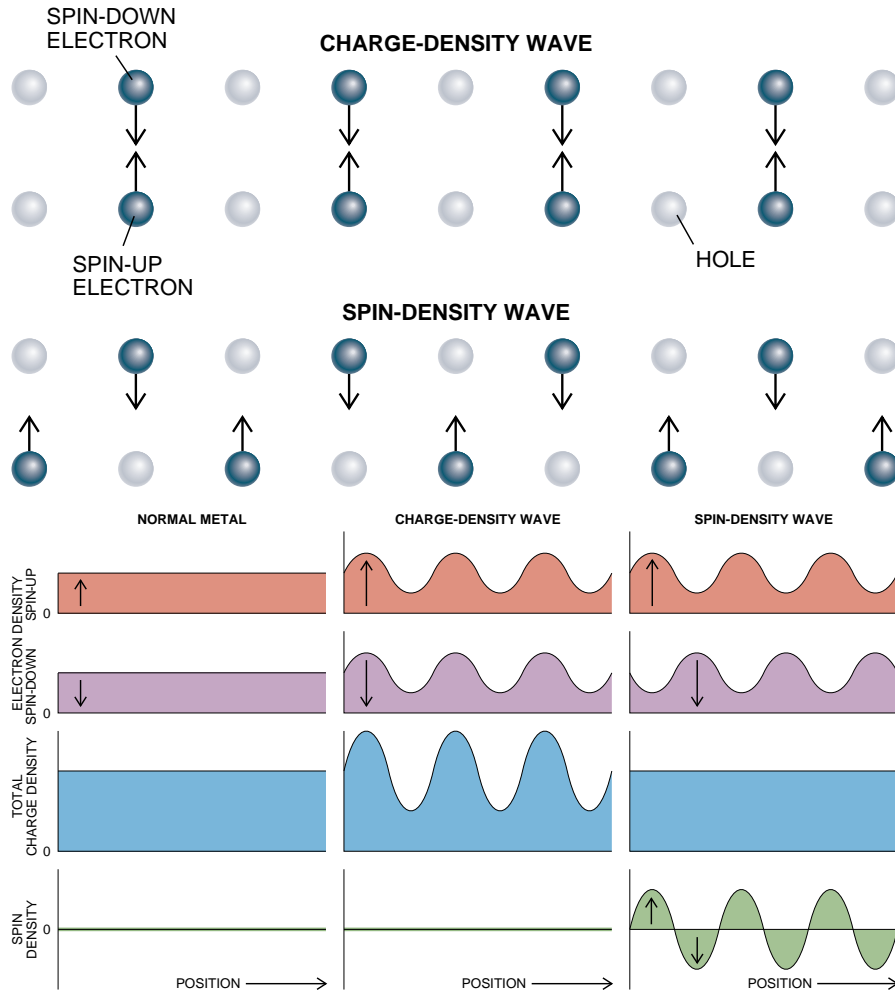 SPIN-DOWN
ELECTRON
CHARGE-DENSITY WAVE
SPIN-UP
ELECTRON
HOLE
SPIN-DENSITY WAVE
NORMAL METAL
CHARGE-DENSITY WAVE
SPIN-DENSITY WAVE
ELECTRON DENSITY
SPIN-DOWN SPIN-UP
0
0
TOTAL
CHARGE DENSITY
0
SPIN
DENSITY
0
POSITION
POSITION
POSITION